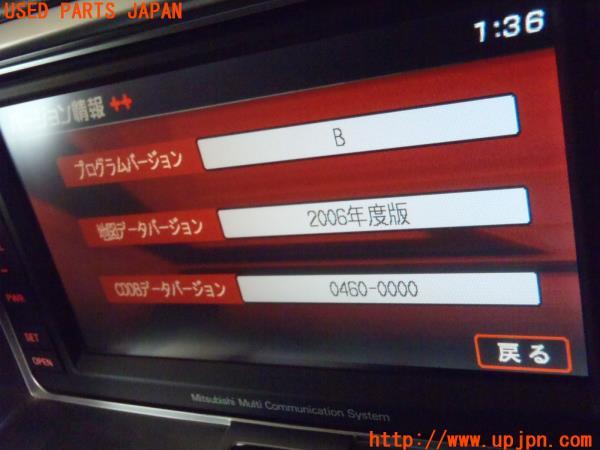 USED PARTS JAPAN
1:36
バージョン情報
プログラムバージョン
B
地図データバージョン
2006年度版
CDDBデータバージョン
0460-0000
PWR
SET
OPEN
戻る
Mitsubishi Multi Communication System
http://www.upjpn.com/